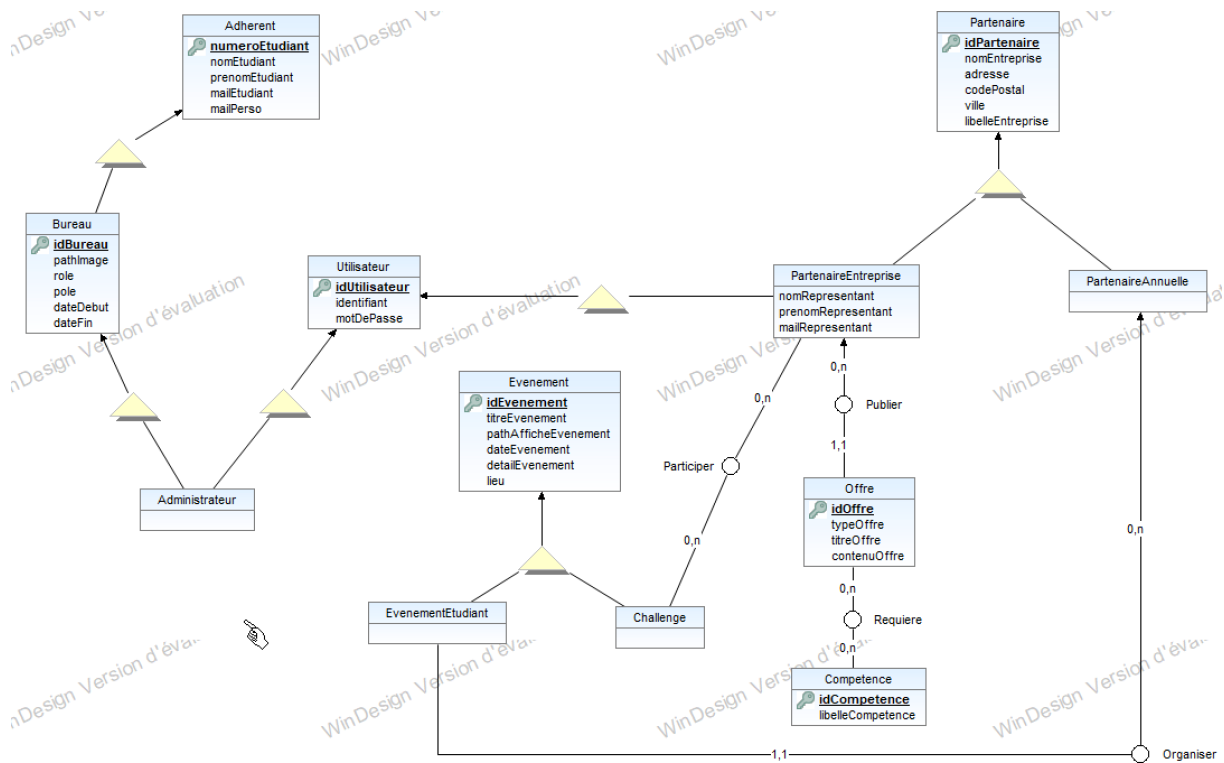 Adherent
numeroEtudiant
nomEtudiant
prenomEtudiant
mailEtudiant
mailPerso
Partenaire
idPartenaire
nomEntreprise
adresse
codePostal
ville
libelleEntreprise
Bureau
idBureau
pathImage
role
pole
dateDebut
dateFin
Utilisateur
idUtilisateur
identifiant
motDePasse
PartenaireEntreprise
nomRepresentant
prenomRepresentant
mailRepresentant
PartenaireAnnuelle
Evenement
idEvenement
titreEvenement
pathAfficheEvenement
dateEvenement
detailEvenement
lieu
0,n
Participer
0,n
0,n
Publier
1,1
Administrateur
Offre
idOffre
typeOffre
titreOffre
contenuOffre
0,n
EvenementEtudiant
Challenge
0,n
Requiere
0,n
Competence
idCompetence
libelleCompetence
1,1
Organiser
WinDesign Version d'évaluation
WinDesign Version d'évaluation